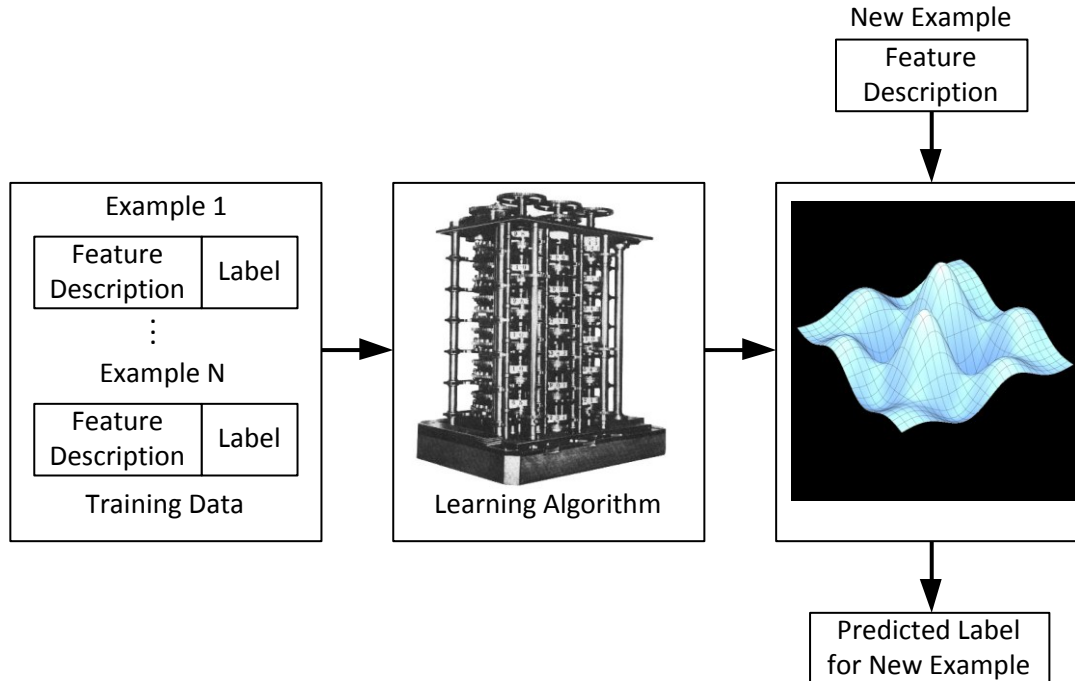 New Example
Feature
Description
Example 1
Feature
Description
Label
⋮
Example N
Feature
Description
Label
Training Data
Learning Algorithm
Predicted Label
for New Example